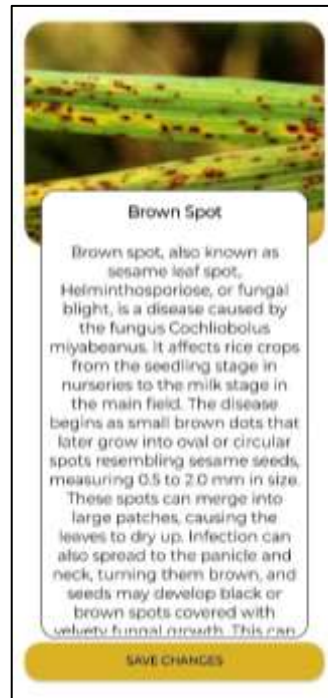 Brown Spot
Brown spot, also known as
sesame leaf spot,
Helminthosporiose, or fungal
blight, is a disease caused by
the fungus Cochliobolus
miyabeanus. It affects rice crops
from the seedling stage in
nurseries to the milk stage in
the main field. The disease
begins as small brown dots that
later grow into oval or circular
spots resembling sesame seeds,
measuring 0.5 to 2.0 mm in size.
These spots can merge into
large patches, causing the
leaves to dry up. Infection can
also spread to the panicle and
neck, turning them brown, and
seeds may develop black or
brown spots covered with
velvety fungal growth. This can
SAVE CHANGES